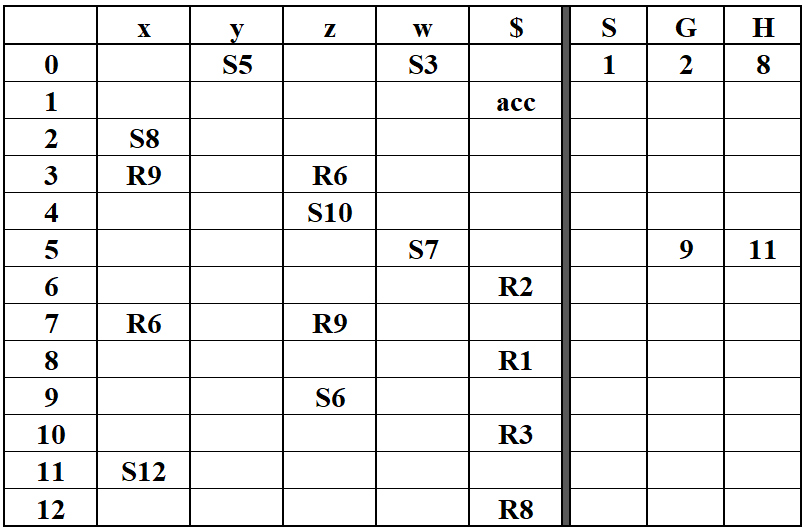 x y z w $ S G H
0 S5 S3 1 2 8
1 acc
2 S8
3 R9 R6
4 S10
5 S7 9 11
6 R2
7 R6 R9
8 R1
9 S6
10 R3
11 S12
12 R8